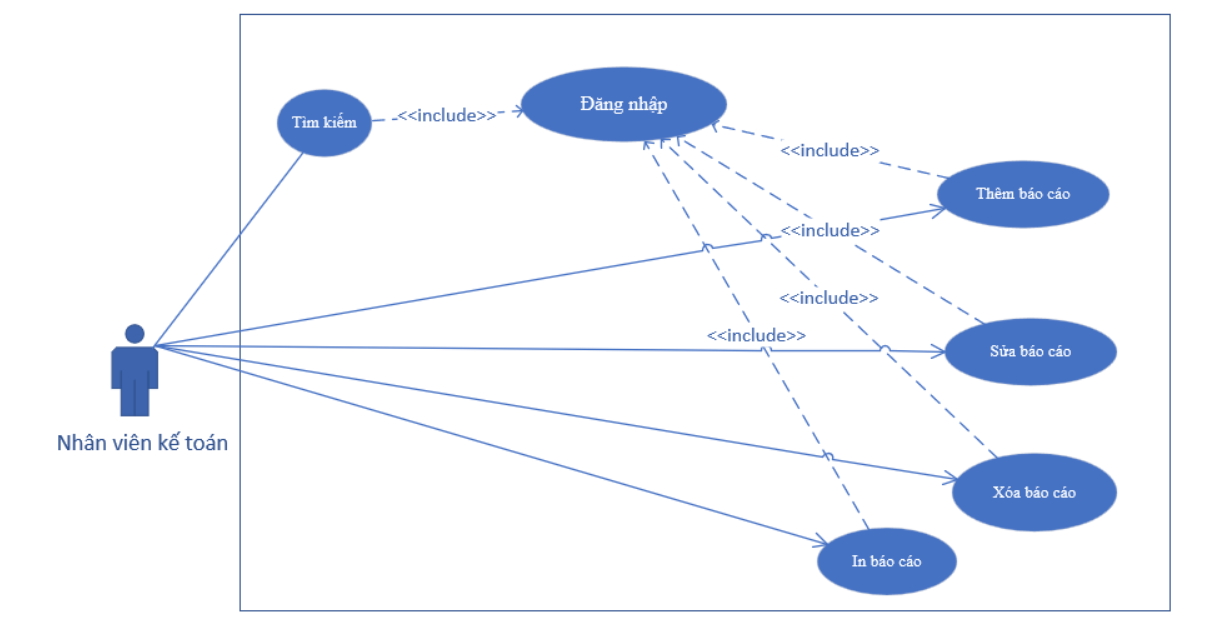 Đăng nhập
Tìm kiếm
<<include>>
<<include>>
Thêm báo cáo
<<include>>
<<include>>
<<include>>
Sửa báo cáo
Nhân viên kế toán
Xóa báo cáo
In báo cáo